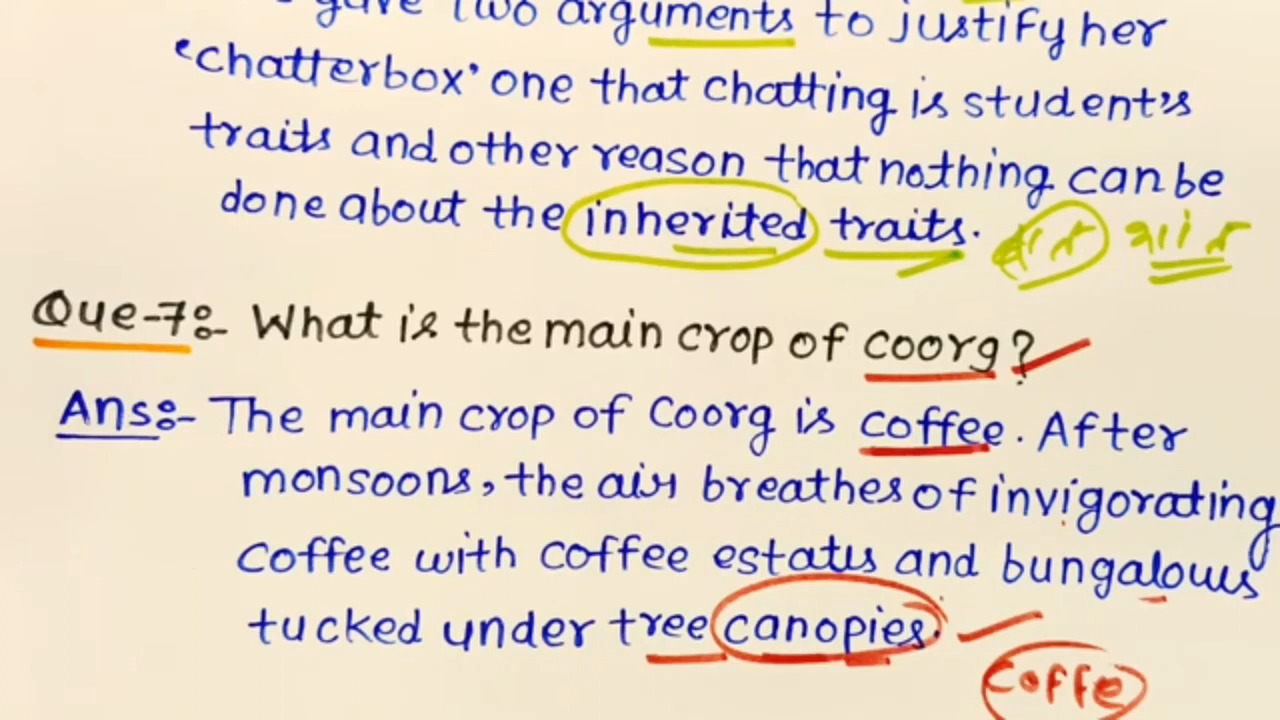 gave two arguments to justify her
'chatterbox' one that chatting is student's
traits and other reason that nothing can be
done about the inherited traits.
Que-7:- What is the main crop of coorg?
Ans:- The main crop of Coorg is coffee. After
monsoons, the air breathes of invigorating
coffee with coffee estates and bungalows
tucked under tree canopies.
coffe